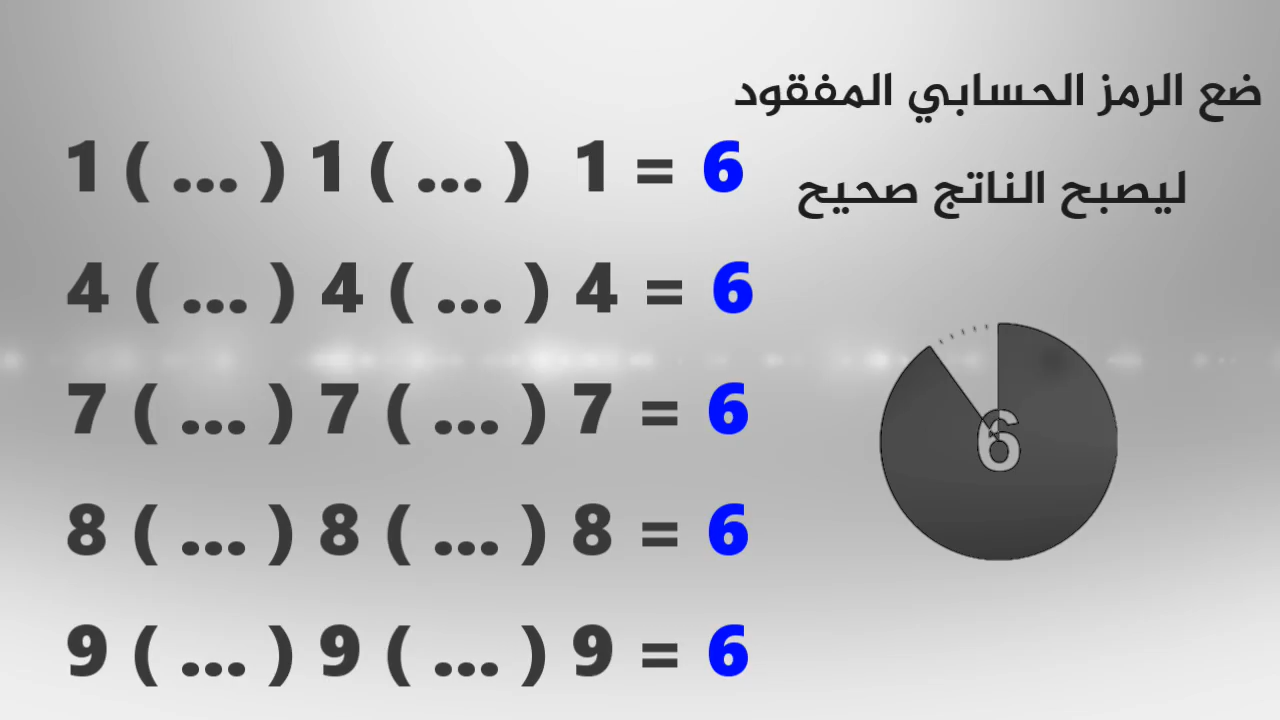 ضع الرمز الحسابي المفقود
ليصبح الناتج صحيح
1 ( ... ) 1 ( ... ) 1 = 6
4 ( ... ) 4 ( ... ) 4 = 6
7 ( ... ) 7 ( ... ) 7 = 6
8 ( ... ) 8 ( ... ) 8 = 6
9 ( ... ) 9 ( ... ) 9 = 6
6